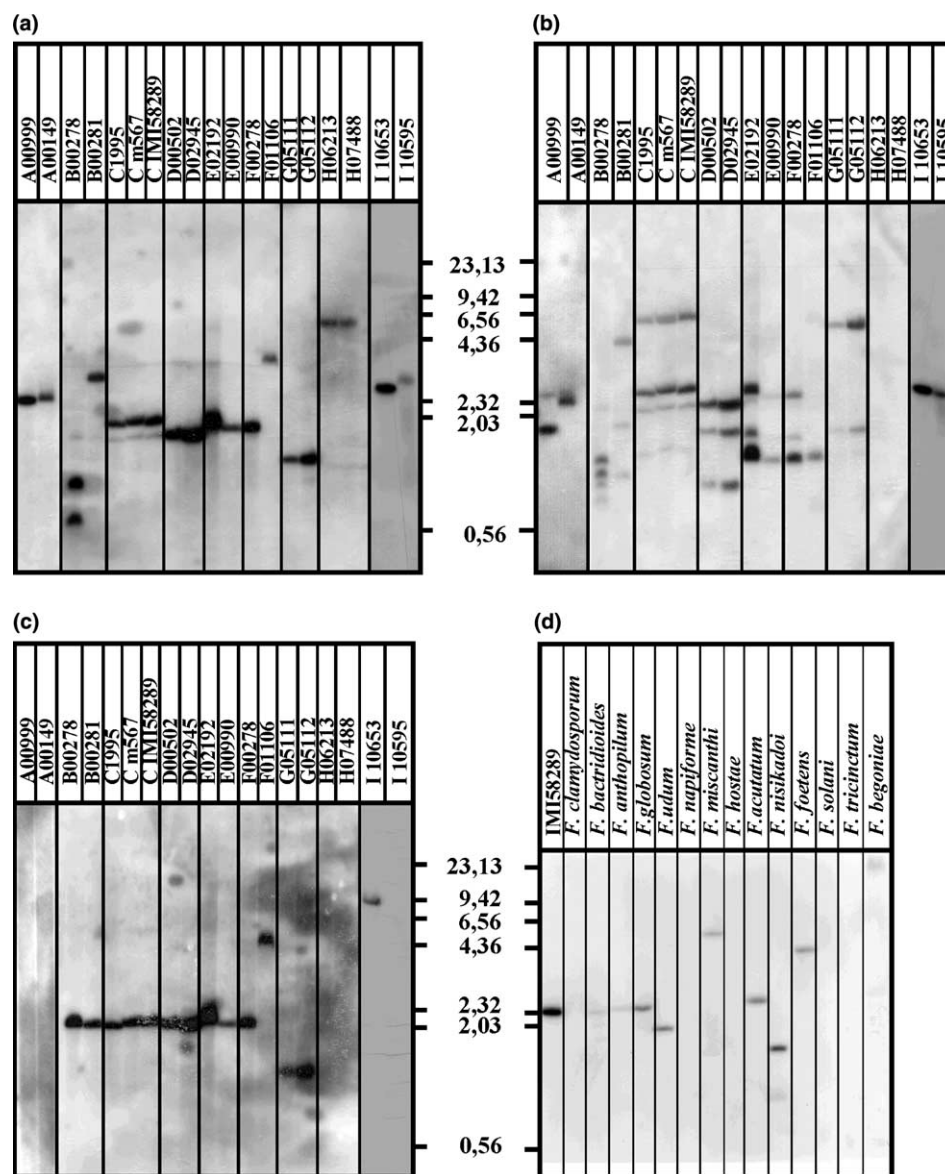 (a)
A00999
A00149
B00278
B00281
C1995
C m567
C IMI58289
D00502
D02945
E02192
E00990
F00278
F01106
G05111
G05112
H06213
H07488
I 10653
I 10595
23,13
9,42
6,56
4,36
2,32
2,03
0,56
(b)
A00999
A00149
B00278
B00281
C1995
C m567
C IMI58289
D00502
D02945
E02192
E00990
F00278
F01106
G05111
G05112
H06213
H07488
I 10653
I 10595
(c)
A00999
A00149
B00278
B00281
C1995
C m567
C IMI58289
D00502
D02945
E02192
E00990
F00278
F01106
G05111
G05112
H06213
H07488
I 10653
I 10595
23,13
9,42
6,56
4,36
2,32
2,03
0,56
(d)
IMI58289
F. clamydosporum
F. bactridioides
F. anthopilum
F.globosum
F.udum
F. napiforme
F. miscanthi
F. hostae
F.acutatum
F. nisikadoi
F. foetens
F. solani
F. tricinctum
F. begoniae